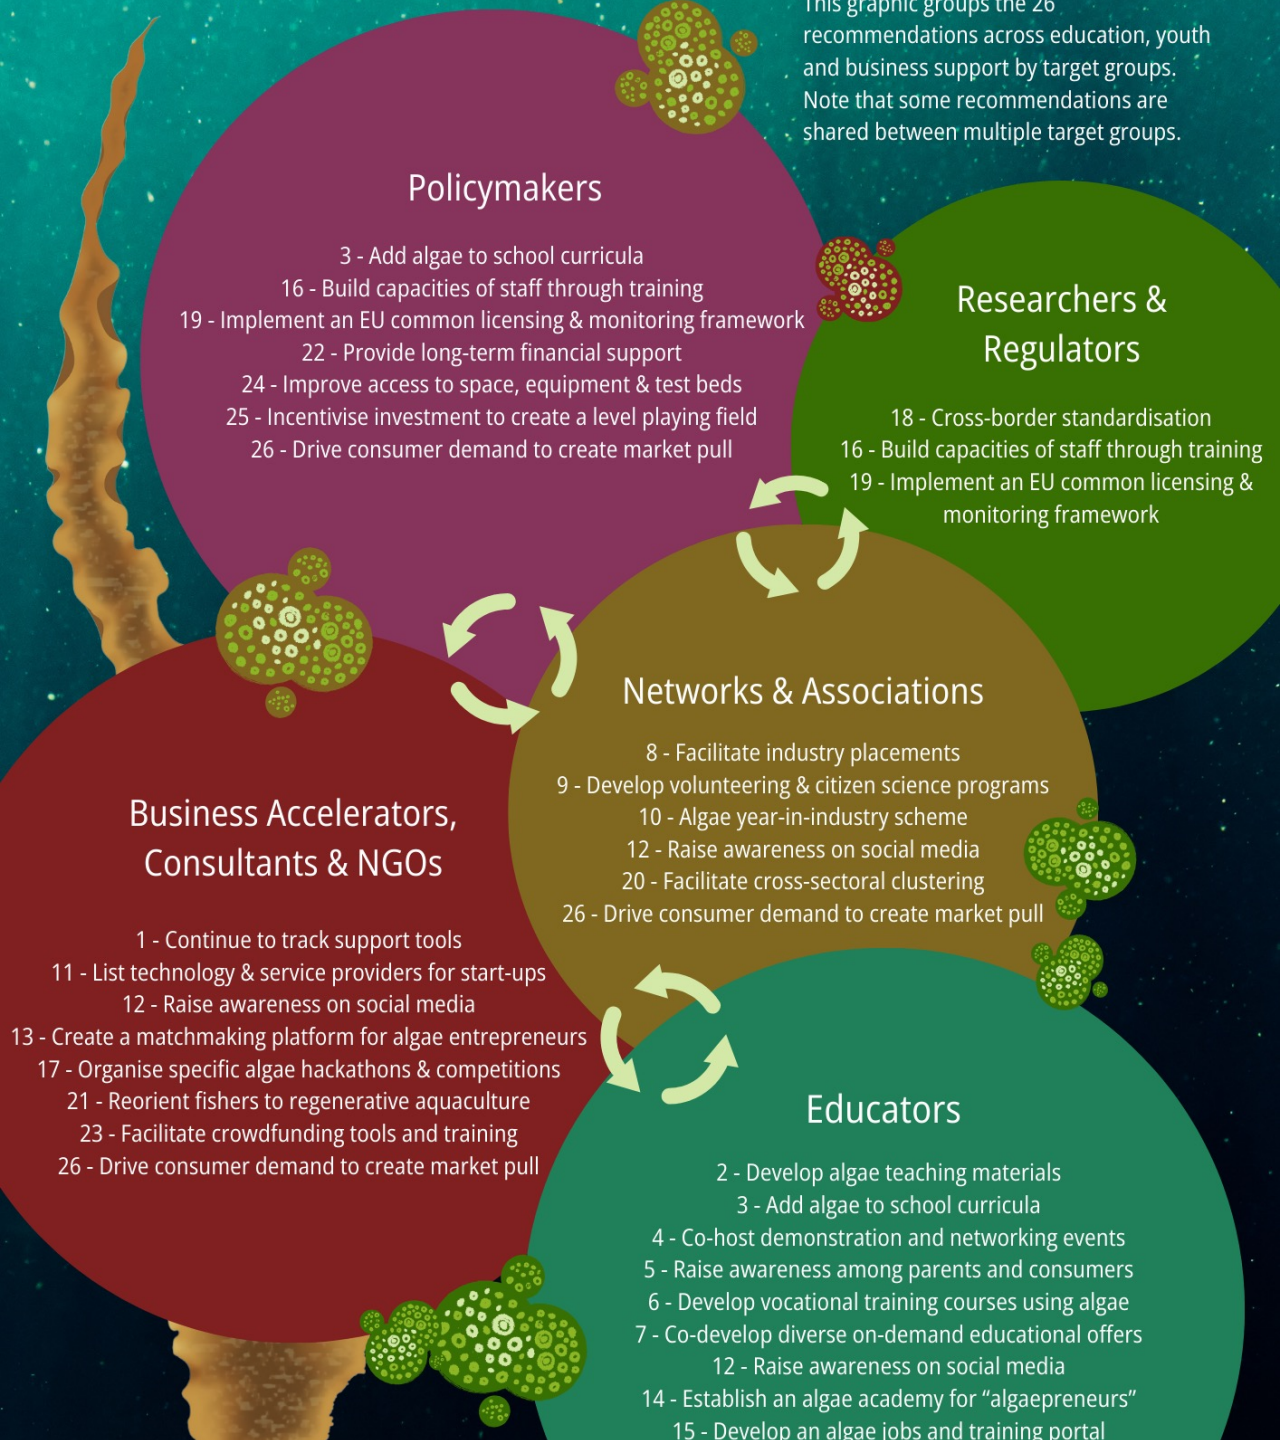 This graphic groups the 26
recommendations across education, youth
and business support by target groups.
Note that some recommendations are
shared between multiple target groups.
Policymakers
3 - Add algae to school curricula
16 - Build capacities of staff through training
19 - Implement an EU common licensing & monitoring framework
22 - Provide long-term financial support
24 - Improve access to space, equipment & test beds
25 - Incentivise investment to create a level playing field
26 - Drive consumer demand to create market pull
Researchers &
Regulators
18 - Cross-border standardisation
16 - Build capacities of staff through training
19 - Implement an EU common licensing &
monitoring framework
Networks & Associations
8 - Facilitate industry placements
9 - Develop volunteering & citizen science programs
10 - Algae year-in-industry scheme
12 - Raise awareness on social media
20 - Facilitate cross-sectoral clustering
26 - Drive consumer demand to create market pull
Business Accelerators,
Consultants & NGOs
1 - Continue to track support tools
11 - List technology & service providers for start-ups
12 - Raise awareness on social media
13 - Create a matchmaking platform for algae entrepreneurs
17 - Organise specific algae hackathons & competitions
21 - Reorient fishers to regenerative aquaculture
23 - Facilitate crowdfunding tools and training
26 - Drive consumer demand to create market pull
Educators
2 - Develop algae teaching materials
3 - Add algae to school curricula
4 - Co-host demonstration and networking events
5 - Raise awareness among parents and consumers
6 - Develop vocational training courses using algae
7 - Co-develop diverse on-demand educational offers
12 - Raise awareness on social media
14 - Establish an algae academy for “algaepreneurs”
15 - Develop an algae jobs and training portal